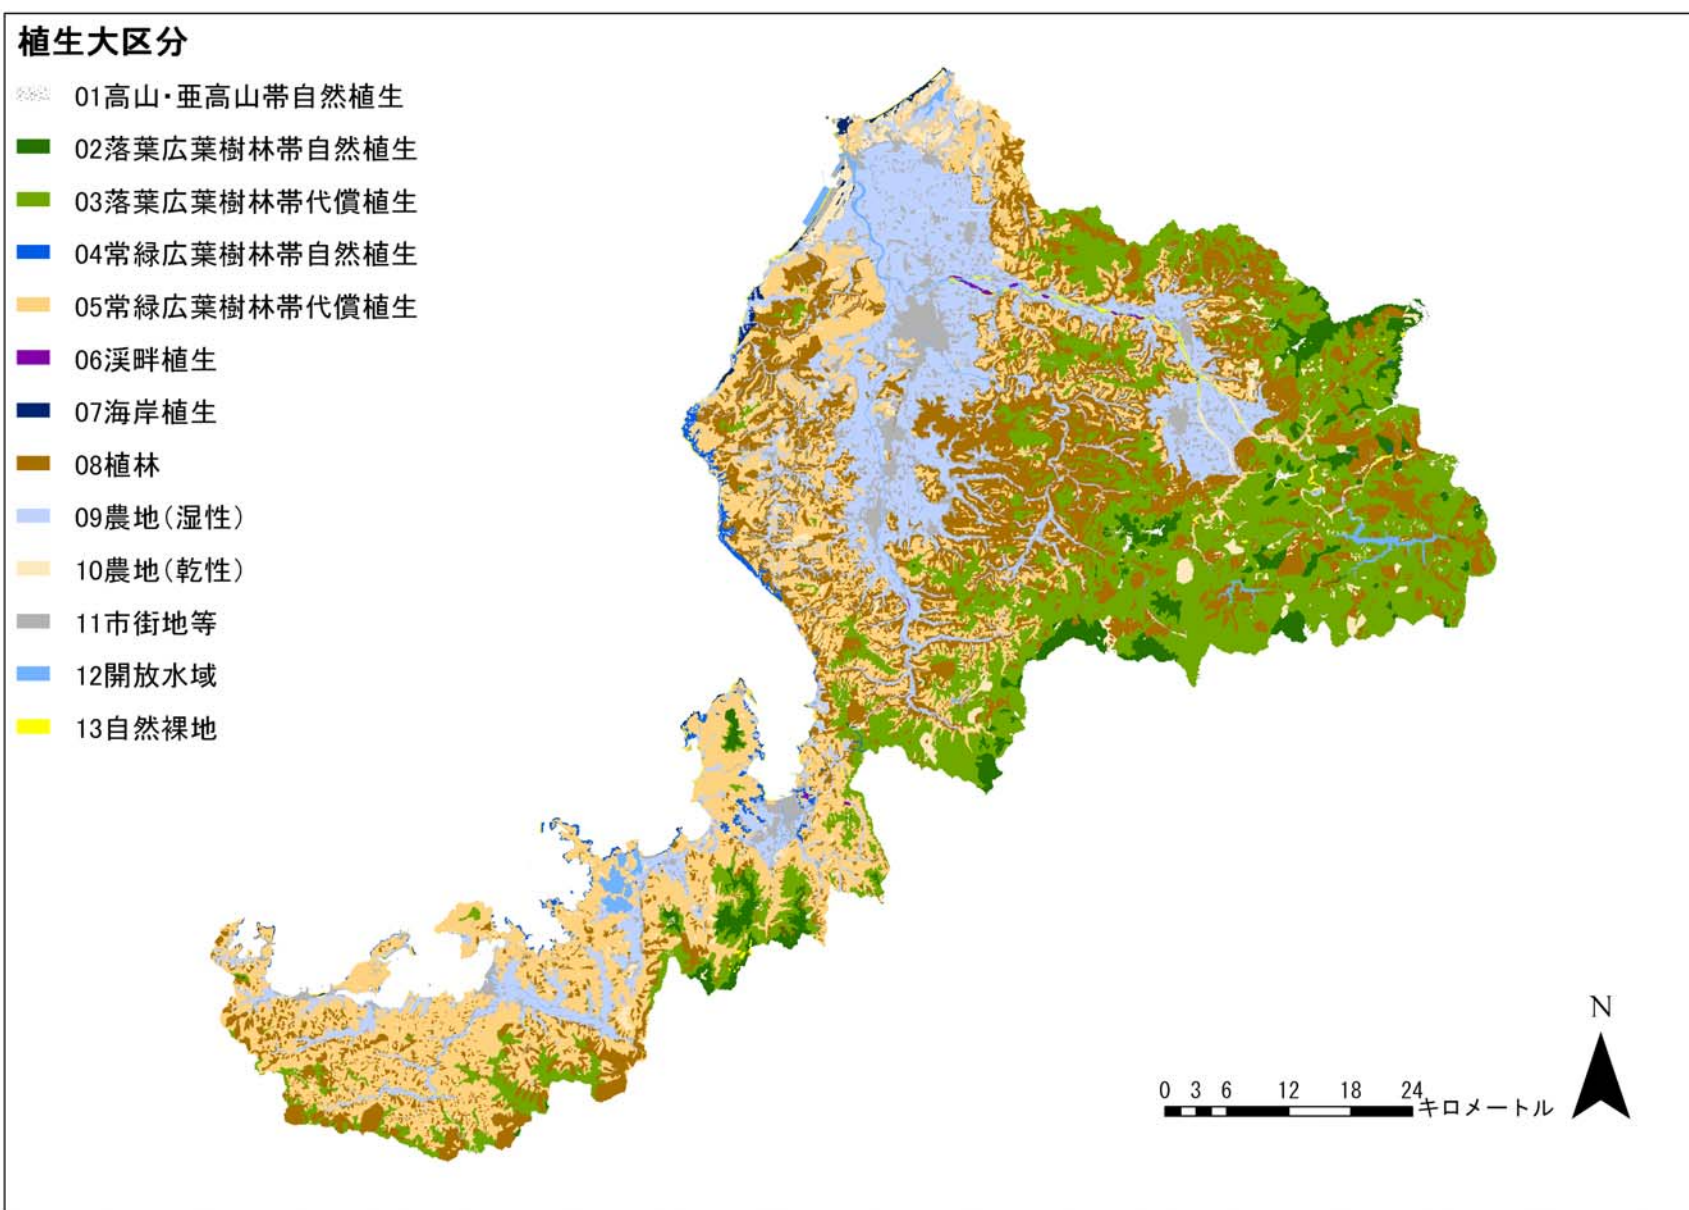 植生大区分
01高山・亜高山帯自然植生
02落葉広葉樹林帯自然植生
03落葉広葉樹林帯代償植生
04常緑広葉樹林帯自然植生
05常緑広葉樹林帯代償植生
06渓畔植生
07海岸植生
08植林
09農地(湿性)
10農地(乾性)
11市街地等
12開放水域
13自然裸地
N
0 3 6 12 18 24
キロメートル